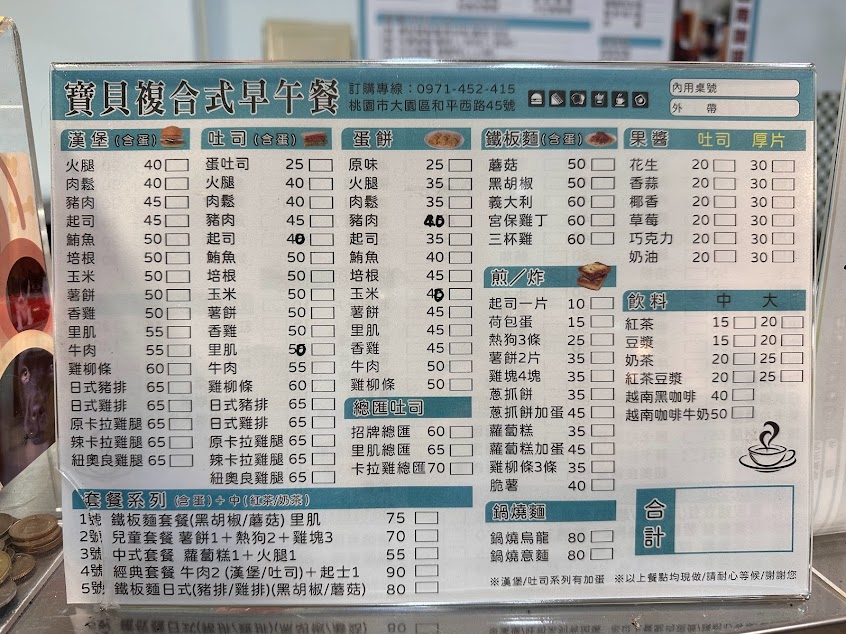 寶貝複合式早午餐
訂購專線：0971-452-415
桃園市大園區和平西路45號
內用桌號
外 帶
漢堡(含蛋)
火腿 40
肉鬆 40
豬肉 45
起司 45
鮪魚 50
培根 50
玉米 50
薯餅 50
香雞 50
里肌 55
牛肉 55
雞柳條 60
日式豬排 65
日式雞排 65
原卡拉雞腿 65
辣卡拉雞腿 65
紐奧良雞腿 65
吐司(含蛋)
蛋吐司 25
火腿 40
肉鬆 40
豬肉 45
起司 40
鮪魚 50
培根 50
玉米 50
薯餅 50
香雞 50
里肌 50
牛肉 55
雞柳條 60
日式豬排 65
日式雞排 65
原卡拉雞腿 65
辣卡拉雞腿 65
紐奧良雞腿 65
蛋餅
原味 25
火腿 35
肉鬆 35
豬肉 40
起司 35
鮪魚 40
培根 45
玉米 40
薯餅 45
里肌 45
香雞 45
牛肉 50
雞柳條 50
總匯吐司
招牌總匯 60
里肌總匯 65
卡拉雞總匯 70
鐵板麵(含蛋)
蘑菇 50
黑胡椒 50
義大利 60
宮保雞丁 60
三杯雞 60
煎／炸
起司一片 10
荷包蛋 15
熱狗3條 25
薯餅2片 35
雞塊4塊 35
蔥抓餅 35
蔥抓餅加蛋 45
蘿蔔糕 35
蘿蔔糕加蛋 45
雞柳條3條 35
脆薯 40
鍋燒麵
鍋燒烏龍 80
鍋燒意麵 80
果醬 吐司 厚片
花生 20 30
香蒜 20 30
椰香 20 30
草莓 20 30
巧克力 20 30
奶油 20 30
飲料 中 大
紅茶 15 20
豆漿 15 20
奶茶 20 25
紅茶豆漿 20 25
越南黑咖啡 40
越南咖啡牛奶 50
合計
套餐系列(含蛋)＋中(紅茶/奶茶)
1號 鐵板麵套餐(黑胡椒/蘑菇) 里肌 75
2號 兒童套餐 薯餅1＋熱狗2＋雞塊3 70
3號 中式套餐 蘿蔔糕1＋火腿1 55
4號 經典套餐 牛肉2 (漢堡/吐司)＋起士1 90
5號 鐵板麵日式(豬排/雞排)(黑胡椒/蘑菇) 80
※漢堡/吐司系列有加蛋 ※以上餐點均現做/請耐心等候/謝謝您